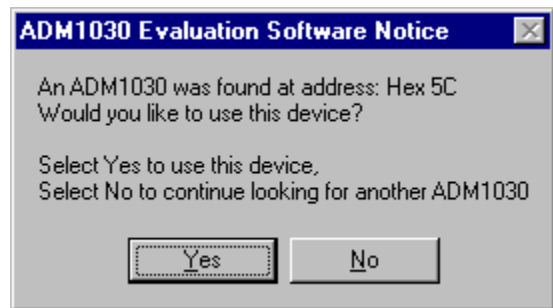 ADM1030 Evaluation Software Notice
An ADM1030 was found at address: Hex 5C
Would you like to use this device?
Select Yes to use this device,
Select No to continue looking for another ADM1030
Yes No